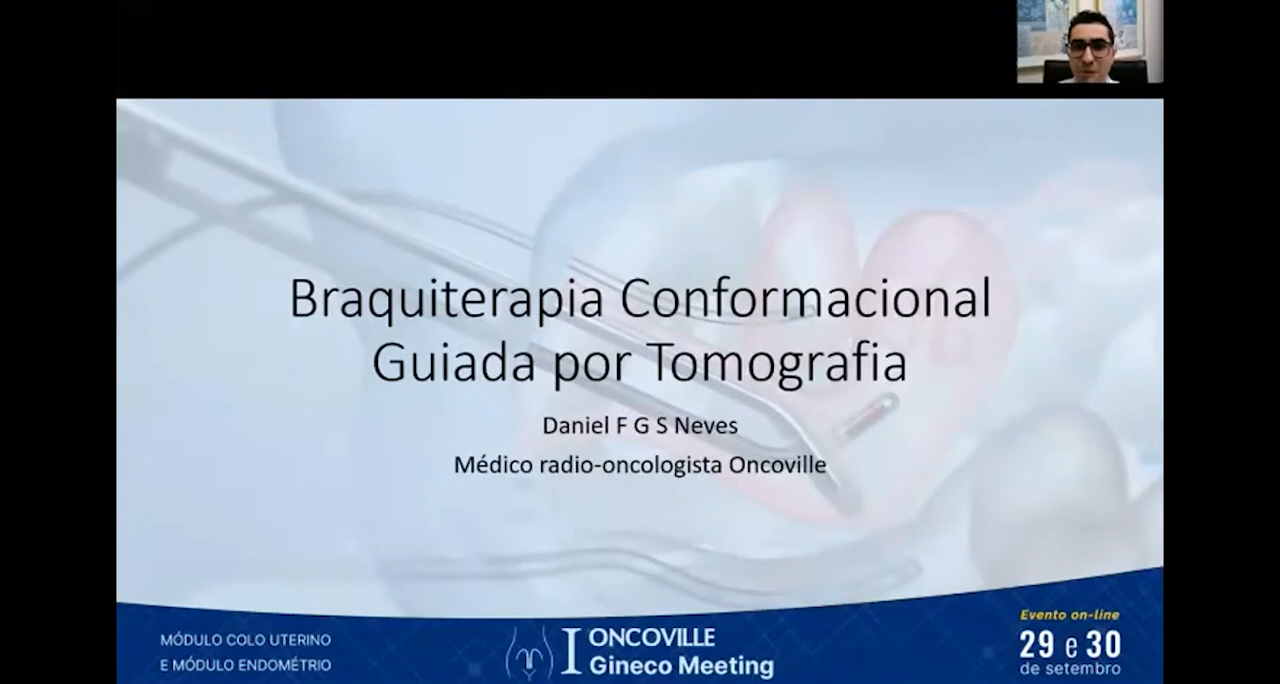 Braquiterapia Conformacional
Guiada por Tomografia
Daniel F G S Neves
Médico radio-oncologista Oncoville
MÓDULO COLO UTERINO
E MÓDULO ENDOMÉTRIO
I ONCOVILLE
Gineco Meeting
Evento on-line
29 e 30
de setembro